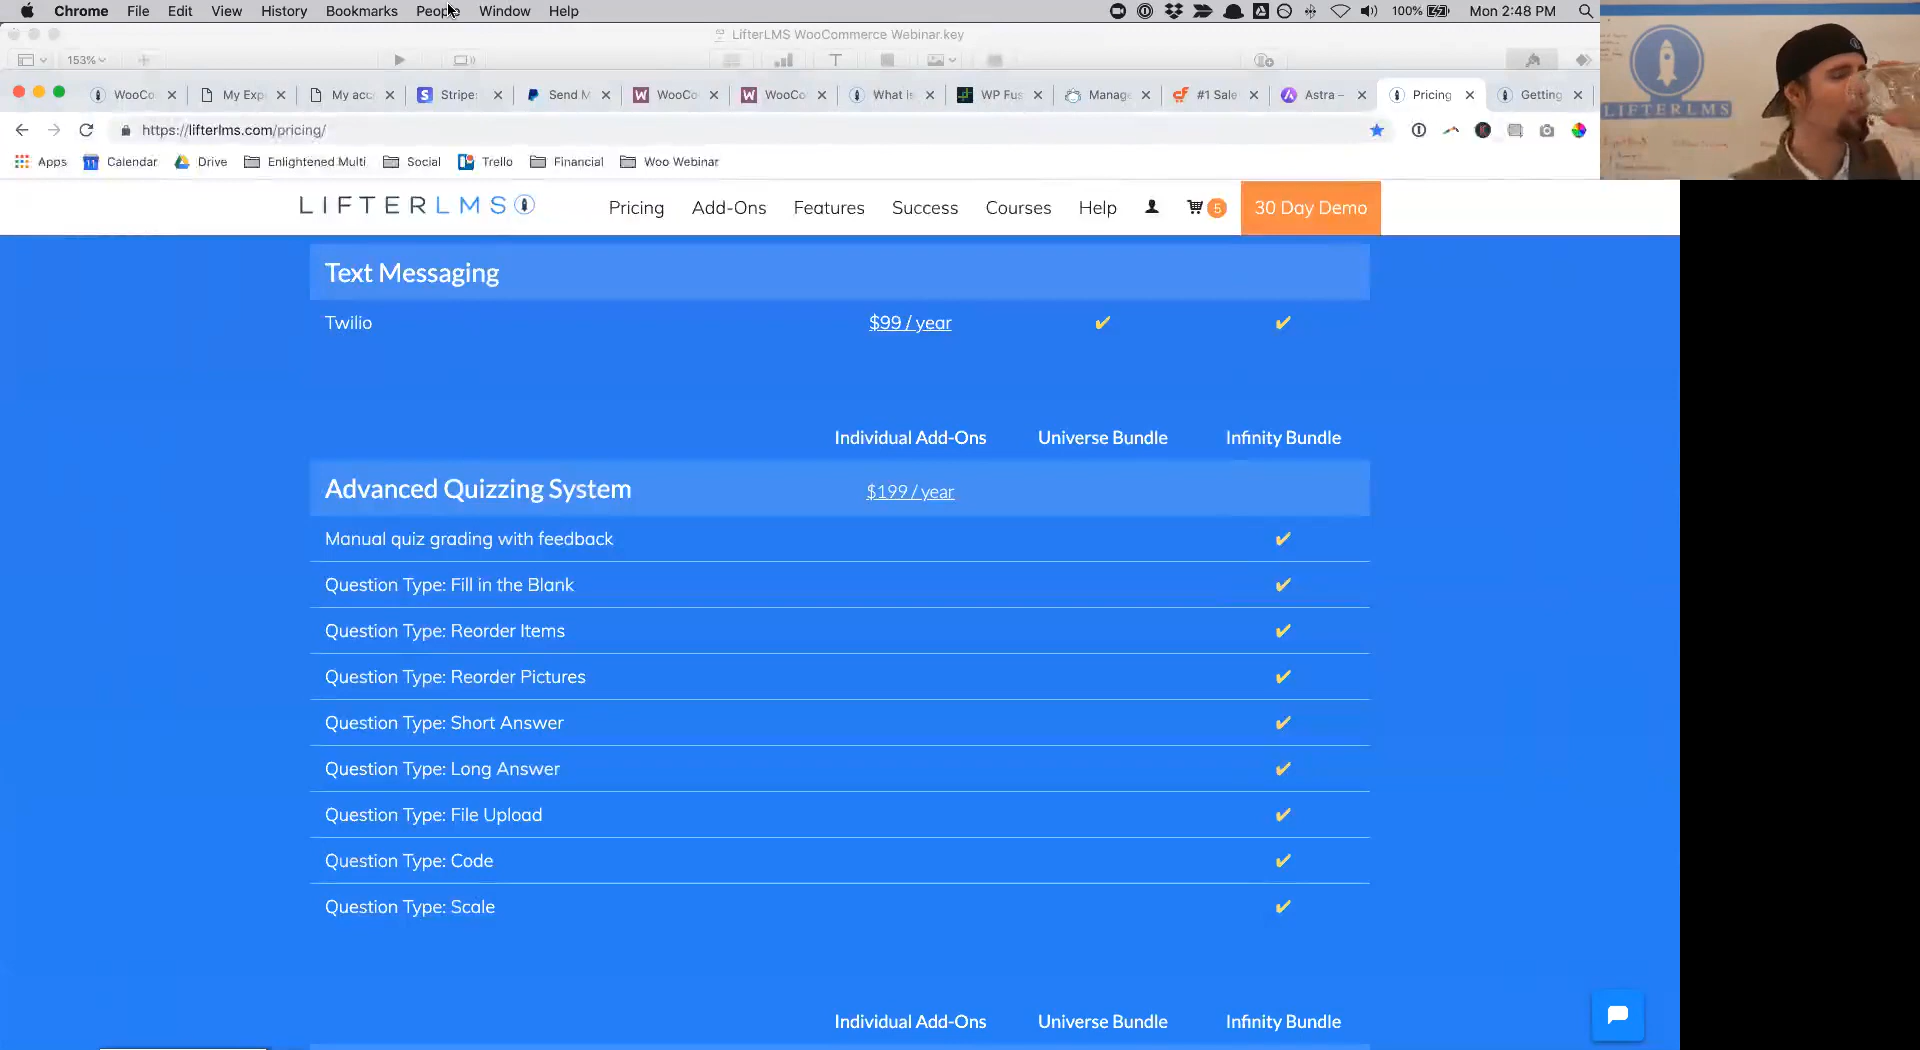 Chrome File Edit View History Bookmarks People Window Help 100% Mon 2:48 PM
LifterLMS WooCommerce Webinar.key
153%
WooCo My Exp My acc Stripe: Send M WooCo WooCo What is WP Fus Manage #1 Sale Astra – Pricing Getting
https://lifterlms.com/pricing/
Apps Calendar Drive Enlightened Multi Social Trello Financial Woo Webinar
LIFTERLMS
LIFTERLMS Pricing Add-Ons Features Success Courses Help 5 30 Day Demo
Text Messaging
Twilio $99 / year ✔ ✔
Individual Add-Ons Universe Bundle Infinity Bundle
Advanced Quizzing System $199 / year
Manual quiz grading with feedback ✔
Question Type: Fill in the Blank ✔
Question Type: Reorder Items ✔
Question Type: Reorder Pictures ✔
Question Type: Short Answer ✔
Question Type: Long Answer ✔
Question Type: File Upload ✔
Question Type: Code ✔
Question Type: Scale ✔
Individual Add-Ons Universe Bundle Infinity Bundle